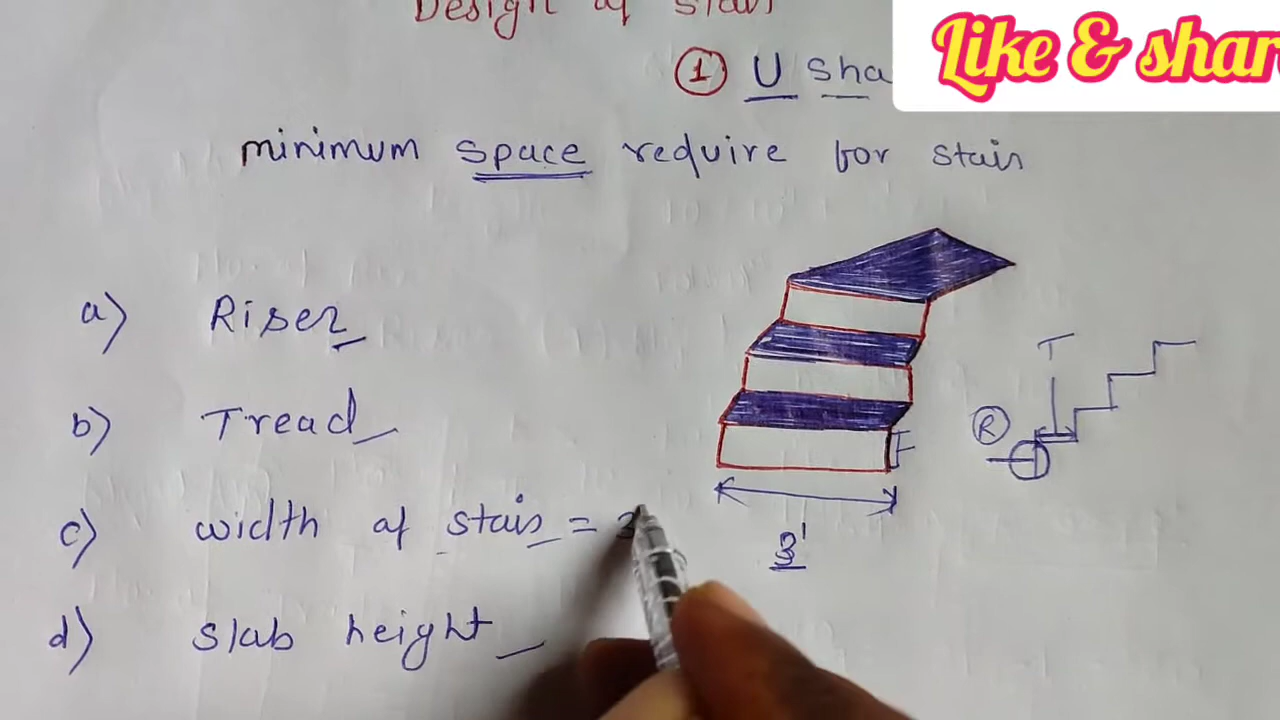 Design of stair
Like & shar
① U sha
minimum space require for stair
a) Riser
b) Tread
c) width of stair = 3
d) slab height
T
R
3'